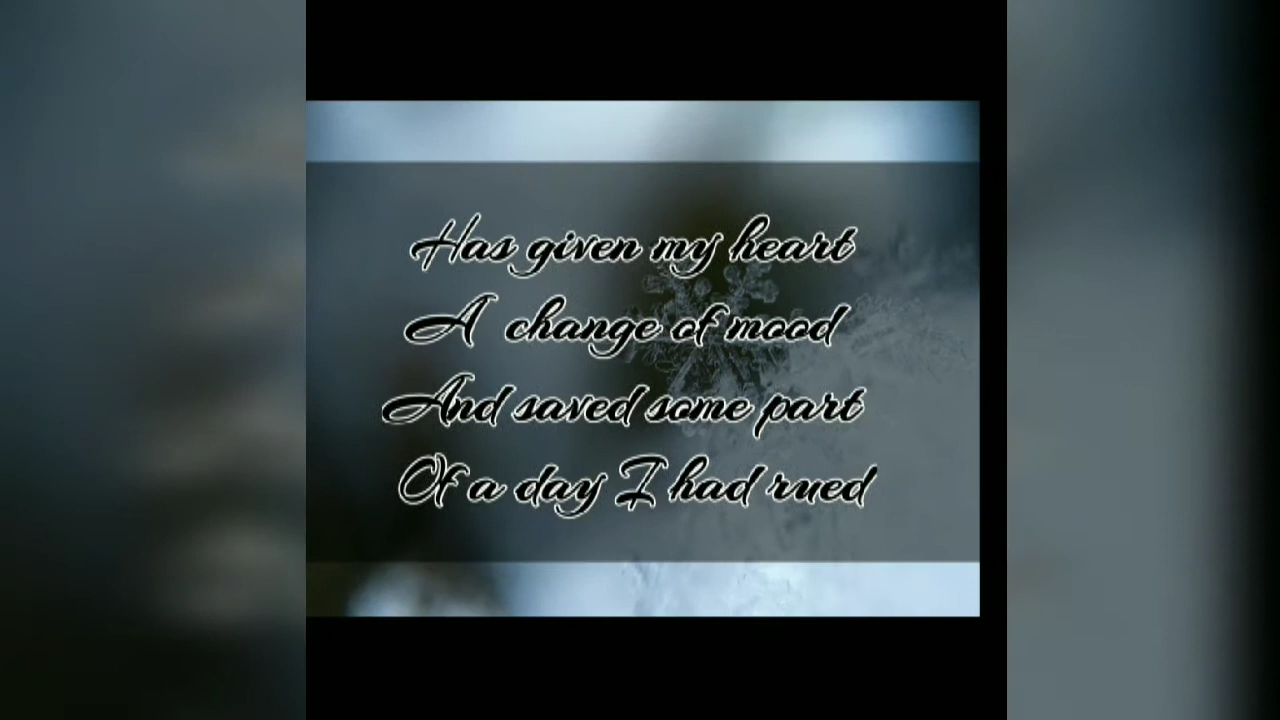 Has given my heart
A change of mood
And saved some part
Of a day I had rued